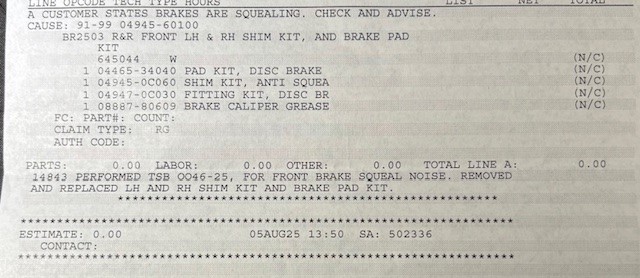 LINE OPCODE TECH TYPE HOURS LIST NET TOTAL
A CUSTOMER STATES BRAKES ARE SQUEALING. CHECK AND ADVISE.
CAUSE: 91-99 04945-60100
BR2503 R&R FRONT LH & RH SHIM KIT, AND BRAKE PAD
KIT
645044 W (N/C)
1 04465-34040 PAD KIT, DISC BRAKE (N/C)
1 04945-0C060 SHIM KIT, ANTI SQUEA (N/C)
1 04947-0C030 FITTING KIT, DISC BR (N/C)
1 08887-80609 BRAKE CALIPER GREASE (N/C)
FC: PART#: COUNT:
CLAIM TYPE: RG
AUTH CODE:
PARTS: 0.00 LABOR: 0.00 OTHER: 0.00 TOTAL LINE A: 0.00
14843 PERFORMED TSB OO46-25, FOR FRONT BRAKE SQUEAL NOISE. REMOVED
AND REPLACED LH AND RH SHIM KIT AND BRAKE PAD KIT.
**************************************************
******************************************************************
ESTIMATE: 0.00 05AUG25 13:50 SA: 502336
CONTACT:
******************************************************************